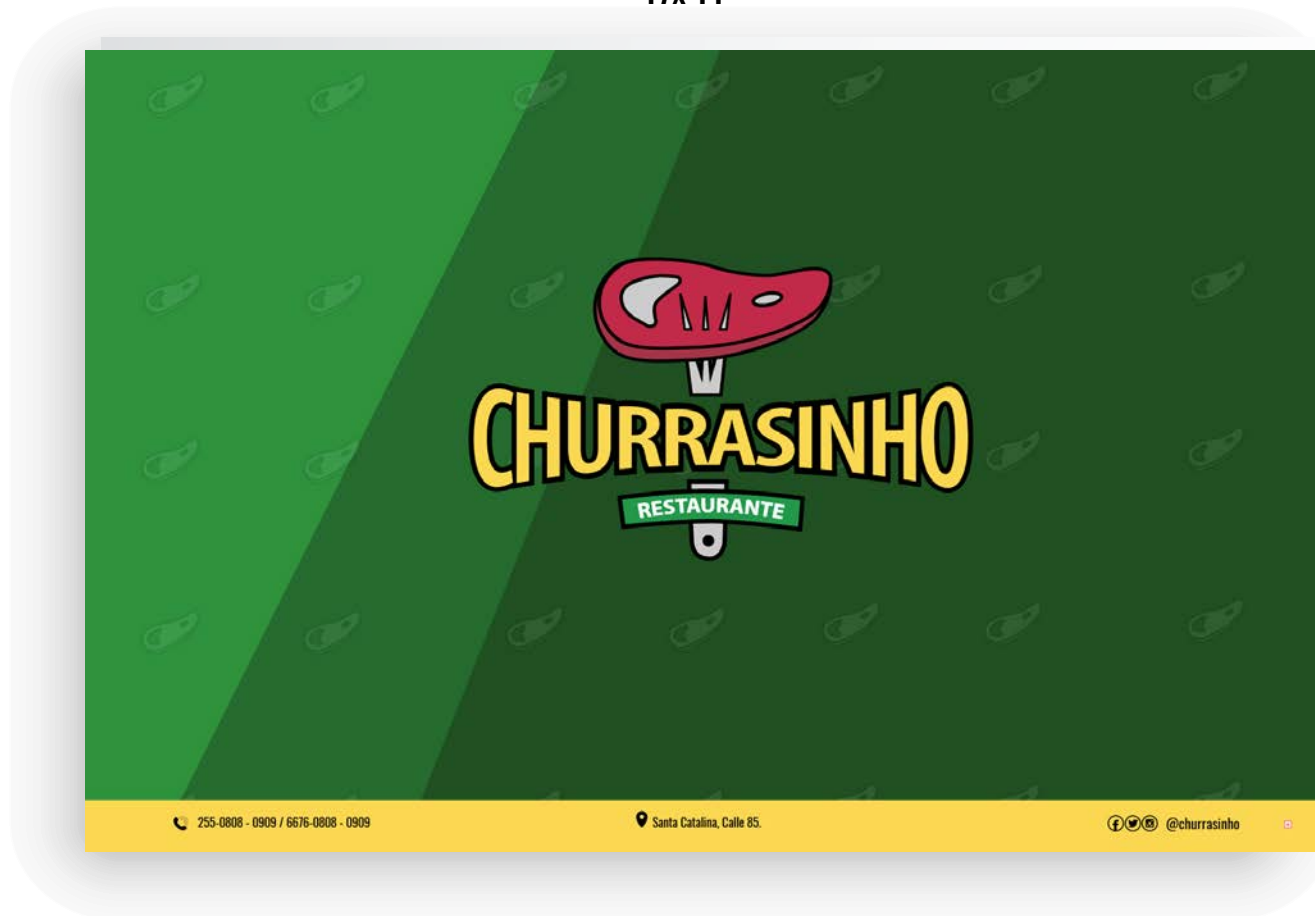 CHURRASINHO
RESTAURANTE
255-0808 - 0909 / 6676-0808 - 0909
Santa Catalina, Calle 85.
@churrasinho